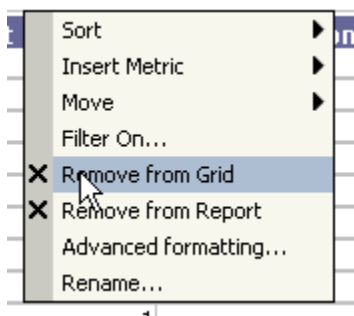 Sort
Insert Metric
Move
Filter On...
Remove from Grid
Remove from Report
Advanced formatting...
Rename...